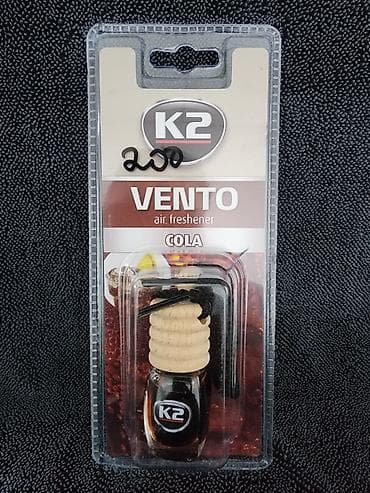 K2
200
VENTO
air freshener
COLA
K2